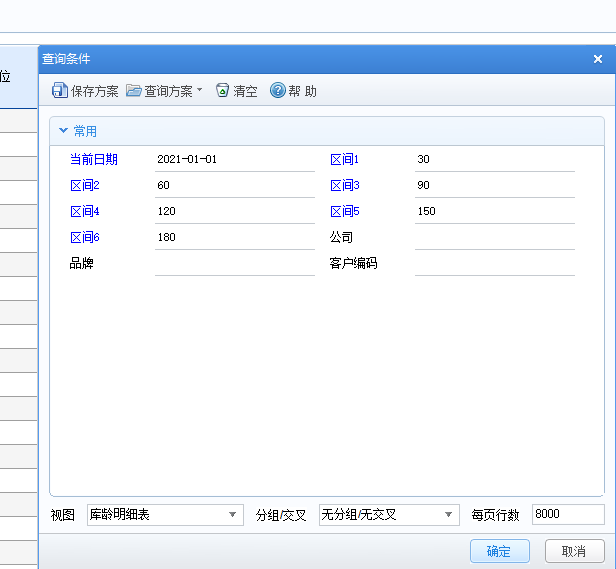 查询条件
位
保存方案 查询方案 清空 帮 助
常用
当前日期 2021-01-01 区间1 30
区间2 60 区间3 90
区间4 120 区间5 150
区间6 180 公司
品牌 客户编码
视图 库龄明细表 分组/交叉 无分组/无交叉 每页行数 8000
确定 取消